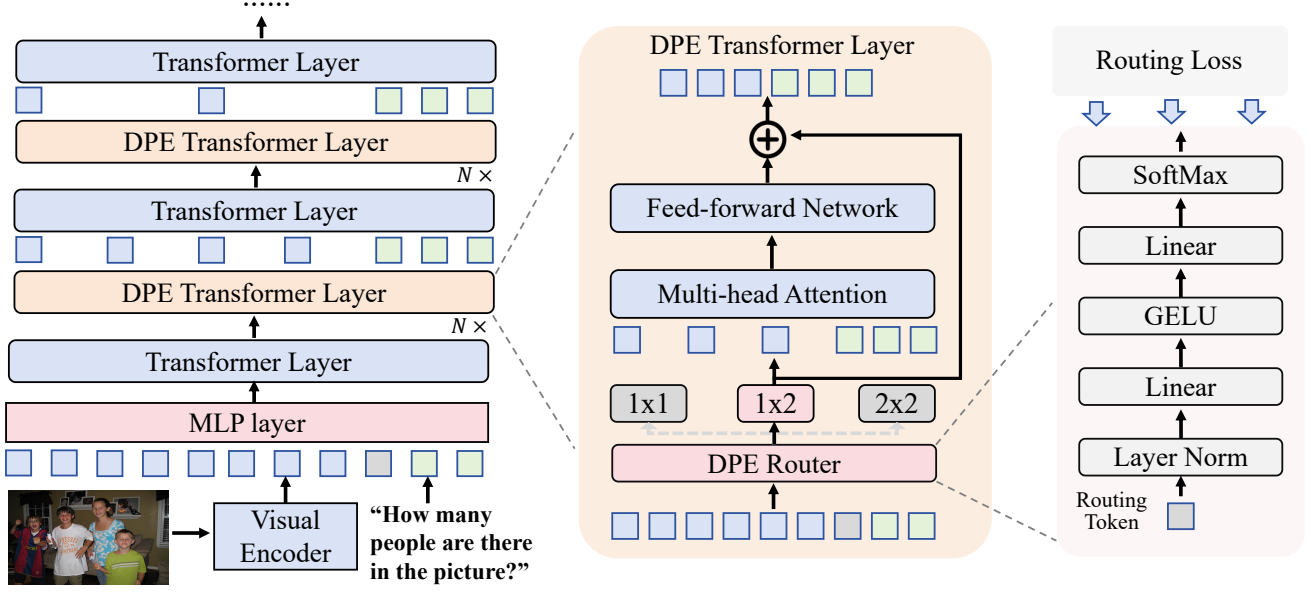 ......
Transformer Layer
DPE Transformer Layer
N ×
Transformer Layer
DPE Transformer Layer
N ×
Transformer Layer
MLP layer
Visual
Encoder
“How many
people are there
in the picture?”
DPE Transformer Layer
Feed-forward Network
Multi-head Attention
1x1
1x2
2x2
DPE Router
Routing Loss
SoftMax
Linear
GELU
Linear
Layer Norm
Routing
Token